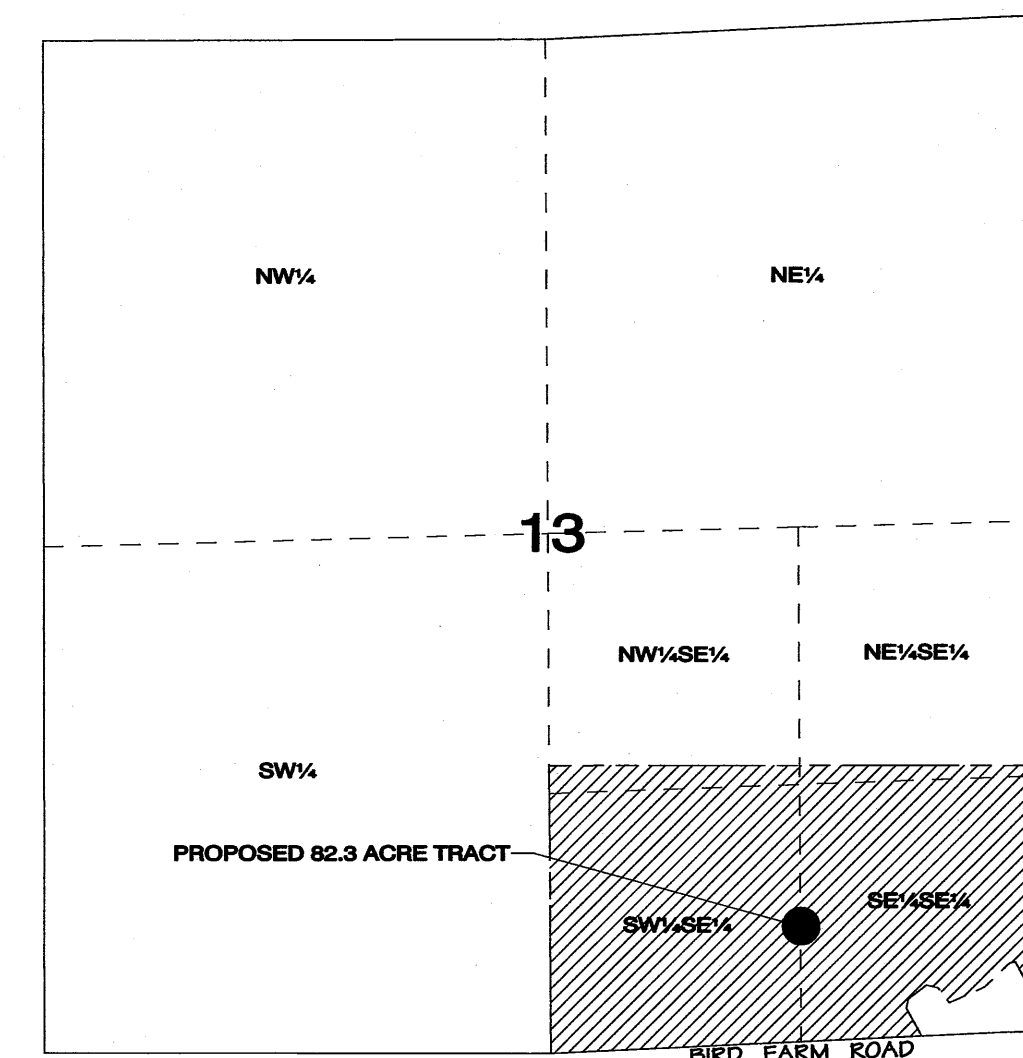 NW¼
NE¼
13
NW¼SE¼
NE¼SE¼
SW¼
PROPOSED 82.3 ACRE TRACT
SE¼SE¼
SW¼SE¼
BIRD FARM ROAD